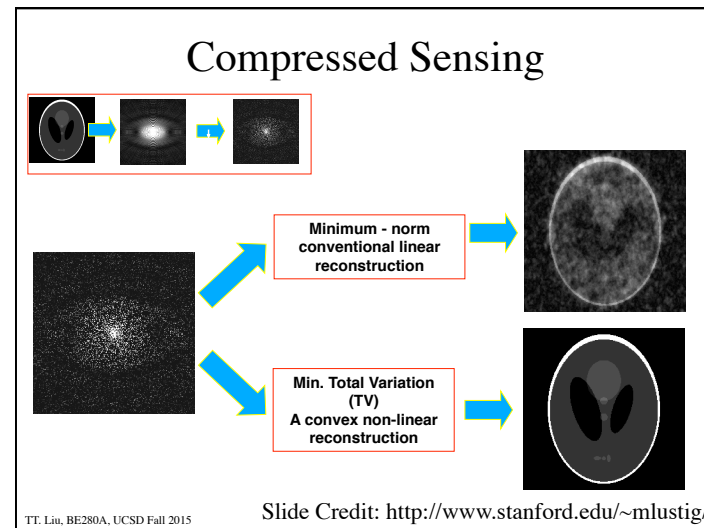 Compressed Sensing
Minimum - norm
conventional linear
reconstruction
Min. Total Variation
(TV)
A convex non-linear
reconstruction
TT. Liu, BE280A, UCSD Fall 2015
Slide Credit: http://www.stanford.edu/~mlustig/